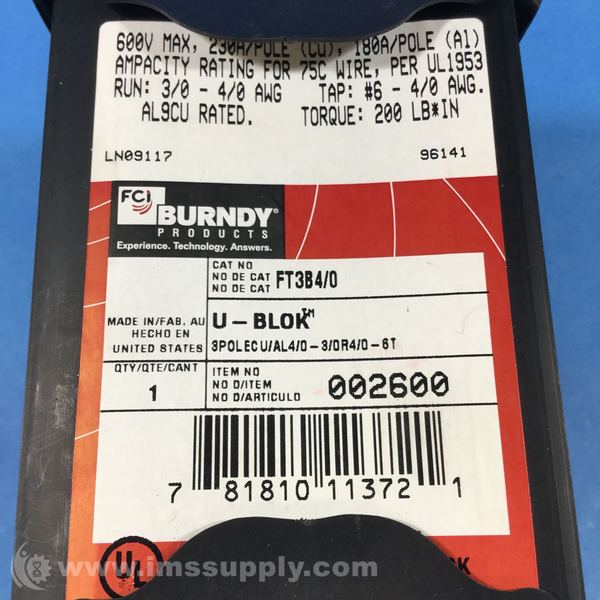 600V MAX, 230A/POLE (Cu), 180A/POLE (Al)
AMPACITY RATING FOR 75C WIRE, PER UL1953
RUN: 3/0 - 4/0 AWG TAP: #6 - 4/0 AWG.
AL9CU RATED. TORQUE: 200 LB*IN
LN09117 96141
FCI
BURNDY®
PRODUCTS
Experience. Technology. Answers.
CAT NO
NO DE CAT FT3B4/0
NO DE CAT
MADE IN/FAB. AU
HECHO EN
UNITED STATES
U-BLOK™
3POLECU/AL4/0-3/0R4/0-6T
QTY/QTE/CANT
1
ITEM NO
NO D/ITEM 002600
NO D/ARTICULO
7 81810 11372 1
UL
www.imssupply.com